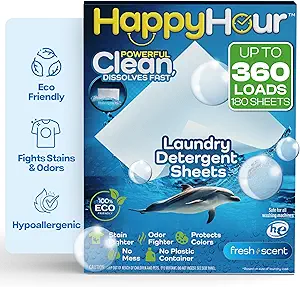 HappyHour™
POWERFUL
Clean,
DISSOLVES FAST
UP TO
360
LOADS
180 SHEETS
Eco
Friendly
Fights Stains
& Odors
Hypoallergenic
Laundry
Detergent
Sheets
100%
ECO
FRIENDLY
Stain
Fighter
Odor
Fighter
Protects
Colors
No
Mess
No Plastic
Container
Safe for all
washing machines
he
fresh scent